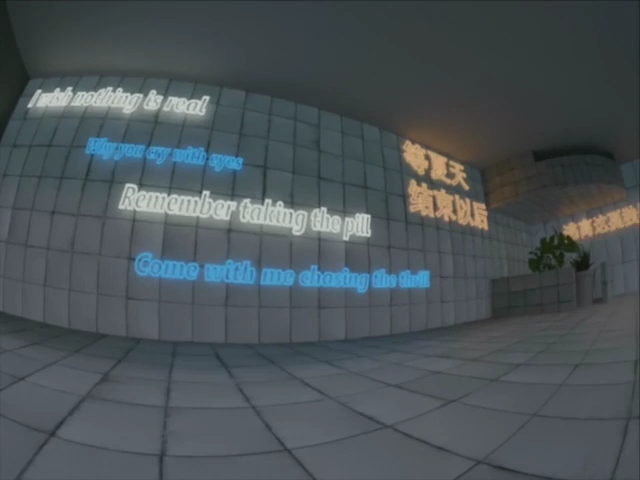 I wish nothing is real
Why you cry with eyes
Remember taking the pill
Come with me chasing the thrill
等夏天
结束以后